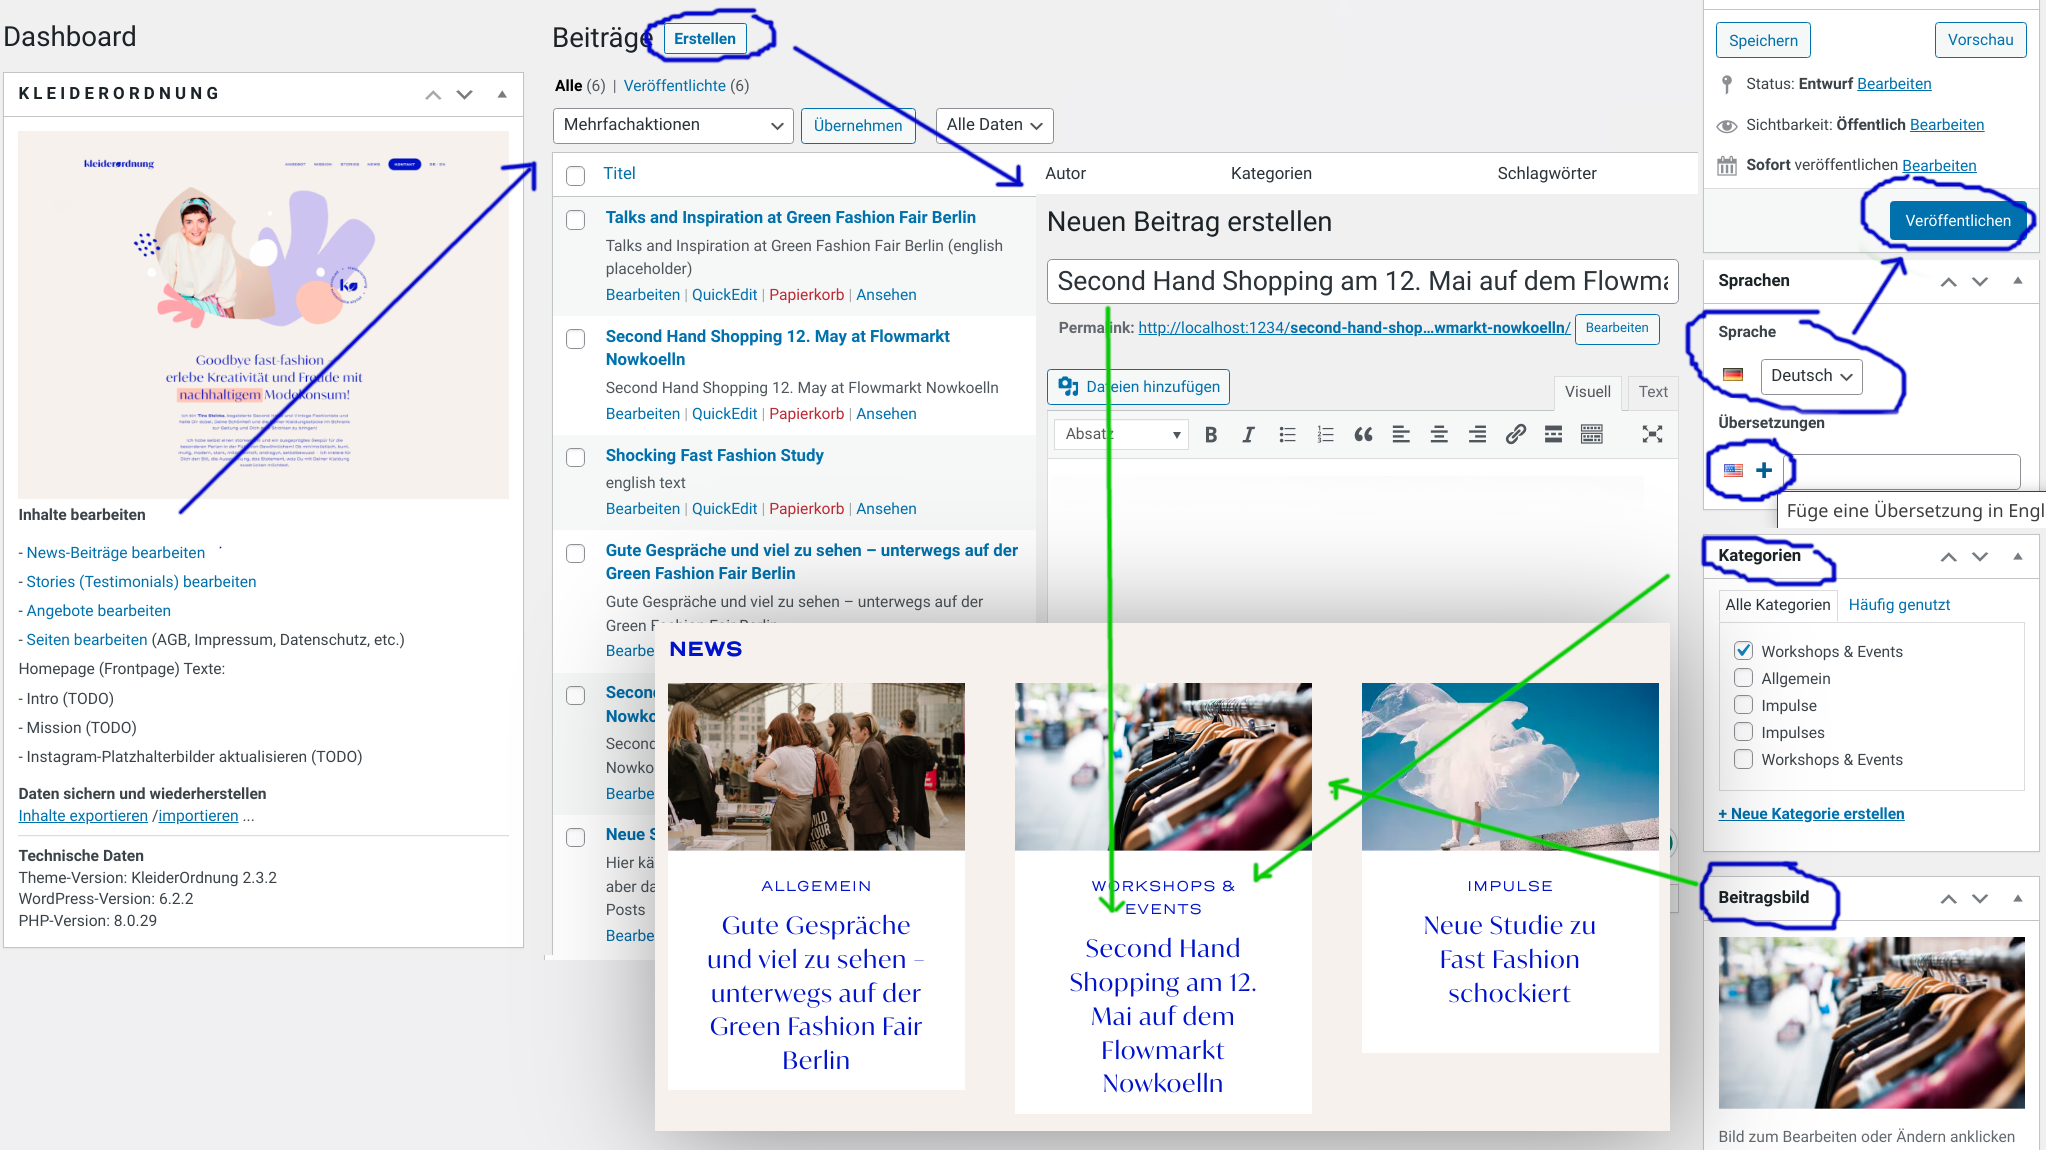 Dashboard
KLEIDERORDNUNG
kleiderordnung
ANGEBOT MISSION STORIES NEWS KONTAKT DE / EN
Goodbye fast-fashion –
erlebe Kreativität und Freude mit
nachhaltigem Modekonsum!
Inhalte bearbeiten
- News-Beiträge bearbeiten
- Stories (Testimonials) bearbeiten
- Angebote bearbeiten
- Seiten bearbeiten (AGB, Impressum, Datenschutz, etc.)
Homepage (Frontpage) Texte:
- Intro (TODO)
- Mission (TODO)
- Instagram-Platzhalterbilder aktualisieren (TODO)
Daten sichern und wiederherstellen
Inhalte exportieren /importieren ...
Technische Daten
Theme-Version: KleiderOrdnung 2.3.2
WordPress-Version: 6.2.2
PHP-Version: 8.0.29
Beiträge Erstellen
Alle (6) | Veröffentlichte (6)
Mehrfachaktionen Übernehmen Alle Daten
Titel Autor Kategorien Schlagwörter
Talks and Inspiration at Green Fashion Fair Berlin
Talks and Inspiration at Green Fashion Fair Berlin (english
placeholder)
Bearbeiten | QuickEdit | Papierkorb | Ansehen
Second Hand Shopping 12. May at Flowmarkt
Nowkoelln
Second Hand Shopping 12. May at Flowmarkt Nowkoelln
Bearbeiten | QuickEdit | Papierkorb | Ansehen
Shocking Fast Fashion Study
english text
Bearbeiten | QuickEdit | Papierkorb | Ansehen
Gute Gespräche und viel zu sehen – unterwegs auf der
Green Fashion Fair Berlin
Gute Gespräche und viel zu sehen – unterwegs auf der
Green Fashion Fair Berlin
Bearbe
Secon
Nowko
Second
Nowko
Bearbe
Neue S
Hier kä
aber da
Posts
Bearbe
Neuen Beitrag erstellen
Second Hand Shopping am 12. Mai auf dem Flowma
Permalink: http://localhost:1234/second-hand-shop...wmarkt-nowkoelln/ Bearbeiten
Dateien hinzufügen
Visuell Text
Absatz
NEWS
ALLGEMEIN
Gute Gespräche
und viel zu sehen –
unterwegs auf der
Green Fashion Fair
Berlin
WORKSHOPS &
EVENTS
Second Hand
Shopping am 12.
Mai auf dem
Flowmarkt
Nowkoelln
IMPULSE
Neue Studie zu
Fast Fashion
schockiert
Speichern Vorschau
Status: Entwurf Bearbeiten
Sichtbarkeit: Öffentlich Bearbeiten
Sofort veröffentlichen Bearbeiten
Veröffentlichen
Sprachen
Sprache
Deutsch
Übersetzungen
Füge eine Übersetzung in Engl
Kategorien
Alle Kategorien Häufig genutzt
Workshops & Events
Allgemein
Impulse
Impulses
Workshops & Events
+ Neue Kategorie erstellen
Beitragsbild
Bild zum Bearbeiten oder Ändern anklicken